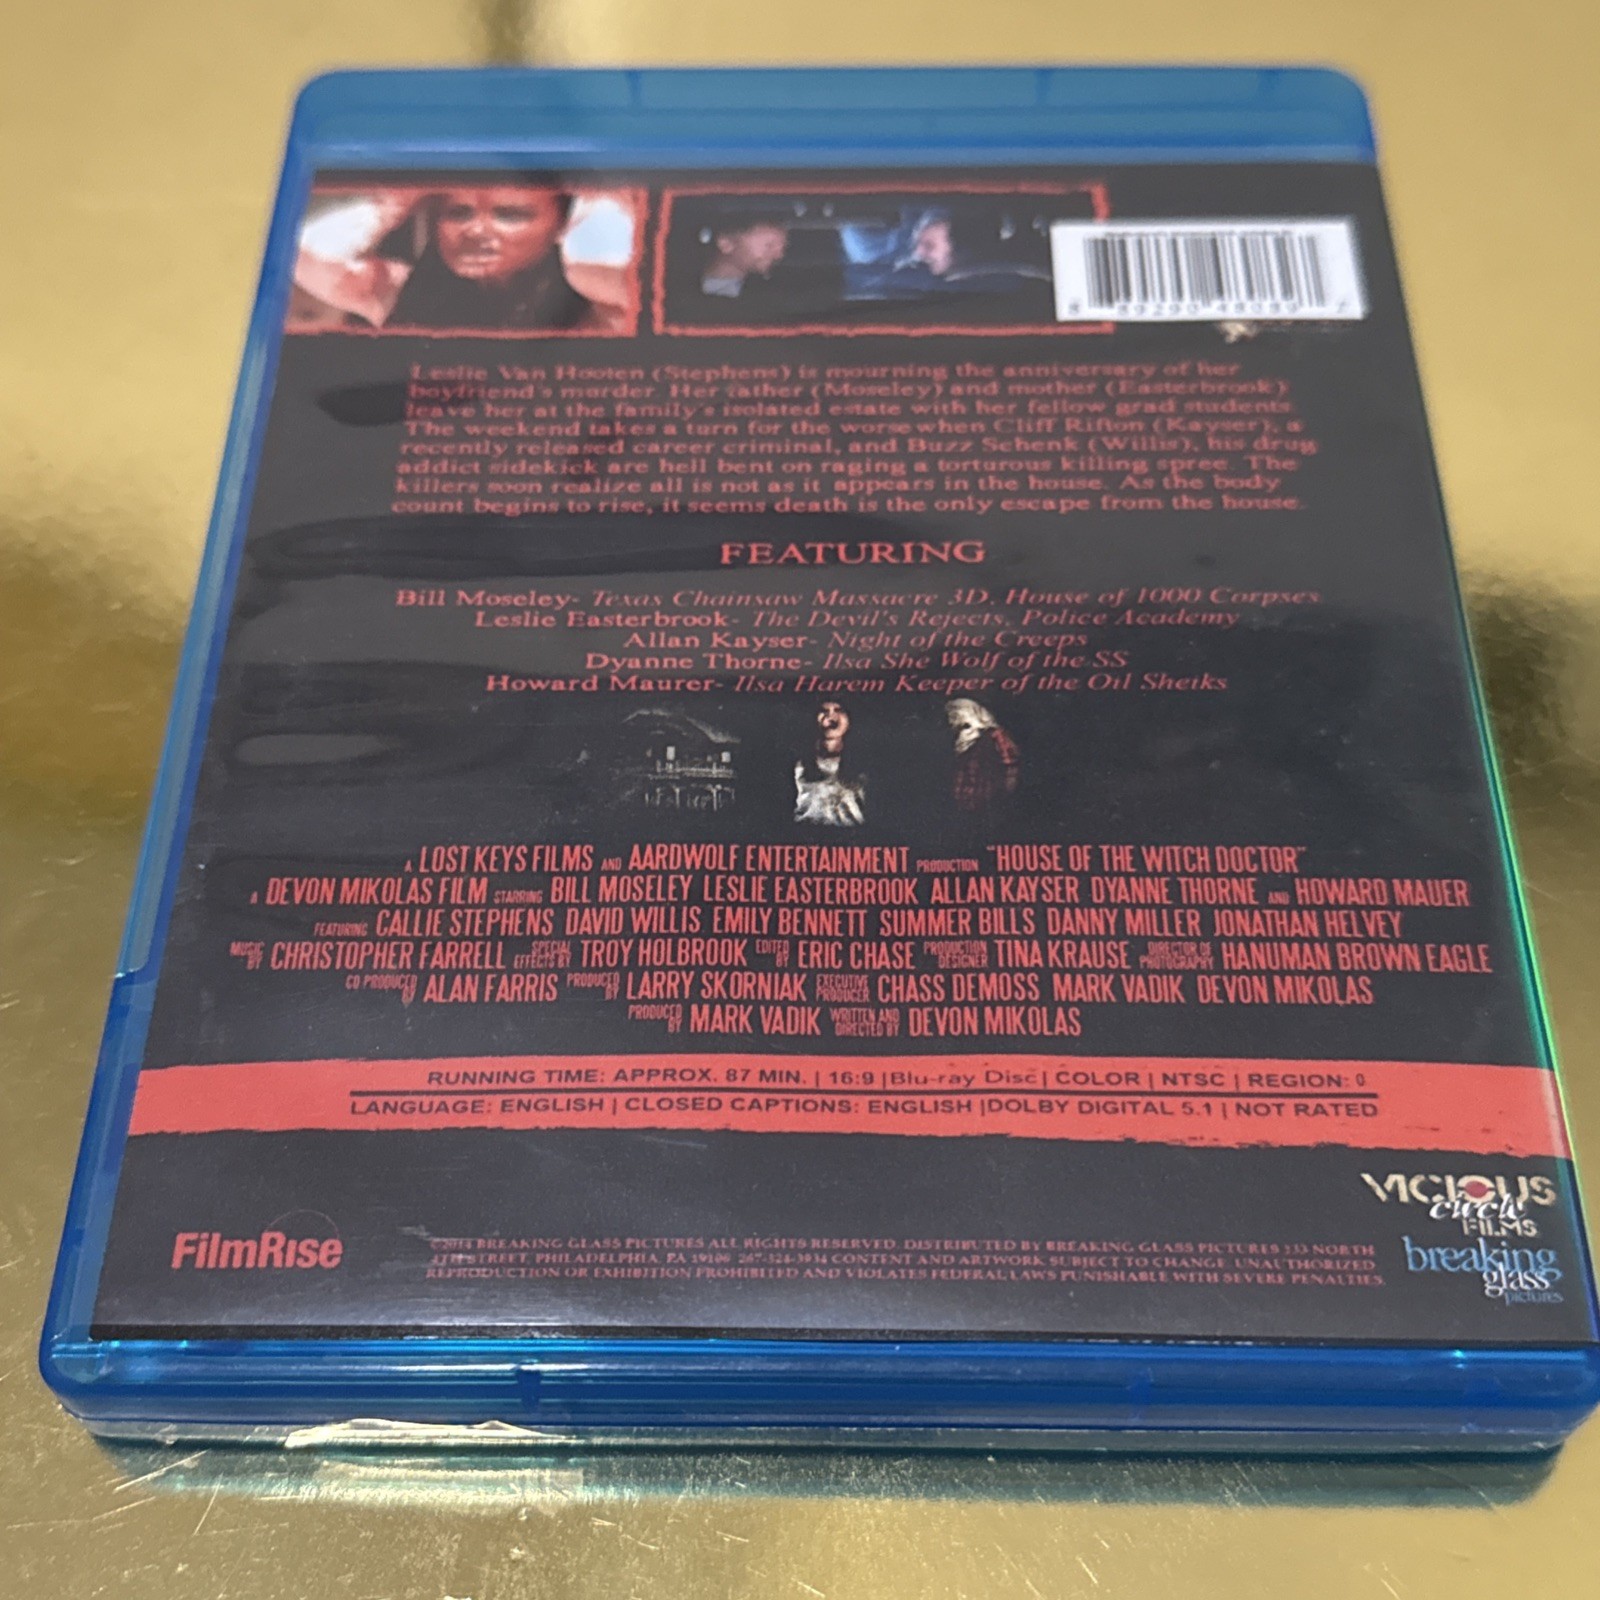 8 89290 48089 2
Leslie Van Hooten (Stephens) is mourning the anniversary of her
boyfriend's murder. Her father (Moseley) and mother (Easterbrook)
leave her at the family's isolated estate with her fellow grad students.
The weekend takes a turn for the worse when Cliff Rifton (Kayser), a
recently released career criminal, and Buzz Schenk (Willis), his drug
addict sidekick are hell bent on raging a torturous killing spree. The
killers soon realize all is not as it appears in the house. As the body
count begins to rise, it seems death is the only escape from the house.
FEATURING
Bill Moseley- Texas Chainsaw Massacre 3D, House of 1000 Corpses
Leslie Easterbrook- The Devil's Rejects, Police Academy
Allan Kayser- Night of the Creeps
Dyanne Thorne- Ilsa She Wolf of the SS
Howard Maurer- Ilsa Harem Keeper of the Oil Sheiks
A LOST KEYS FILMS AND AARDWOLF ENTERTAINMENT PRODUCTION "HOUSE OF THE WITCH DOCTOR"
A DEVON MIKOLAS FILM STARRING BILL MOSELEY LESLIE EASTERBROOK ALLAN KAYSER DYANNE THORNE AND HOWARD MAUER
FEATURING CALLIE STEPHENS DAVID WILLIS EMILY BENNETT SUMMER BILLS DANNY MILLER JONATHAN HELVEY
MUSIC BY CHRISTOPHER FARRELL SPECIAL EFFECTS BY TROY HOLBROOK EDITED BY ERIC CHASE PRODUCTION DESIGNER TINA KRAUSE DIRECTOR OF PHOTOGRAPHY HANUMAN BROWN EAGLE
CO PRODUCED BY ALAN FARRIS PRODUCED BY LARRY SKORNIAK EXECUTIVE PRODUCER CHASS DEMOSS MARK VADIK DEVON MIKOLAS
PRODUCED BY MARK VADIK WRITTEN AND DIRECTED BY DEVON MIKOLAS
RUNNING TIME: APPROX. 87 MIN. | 16:9 |Blu-ray Disc| COLOR | NTSC | REGION: 0
LANGUAGE: ENGLISH | CLOSED CAPTIONS: ENGLISH |DOLBY DIGITAL 5.1 | NOT RATED
FilmRise
©2014 BREAKING GLASS PICTURES ALL RIGHTS RESERVED. DISTRIBUTED BY BREAKING GLASS PICTURES 133 NORTH
4TH STREET, PHILADELPHIA, PA 19106 267-324-3934 CONTENT AND ARTWORK SUBJECT TO CHANGE. UNAUTHORIZED
REPRODUCTION OR EXHIBITION PROHIBITED AND VIOLATES FEDERAL LAWS PUNISHABLE WITH SEVERE PENALTIES.
VICIOUS
circle
FILMS
breaking
glass
pictures